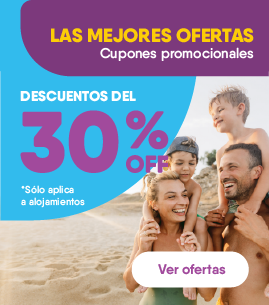 LAS MEJORES OFERTAS
Cupones promocionales
DESCUENTOS DEL
30%
OFF
*Sólo aplica
a alojamientos
Ver ofertas